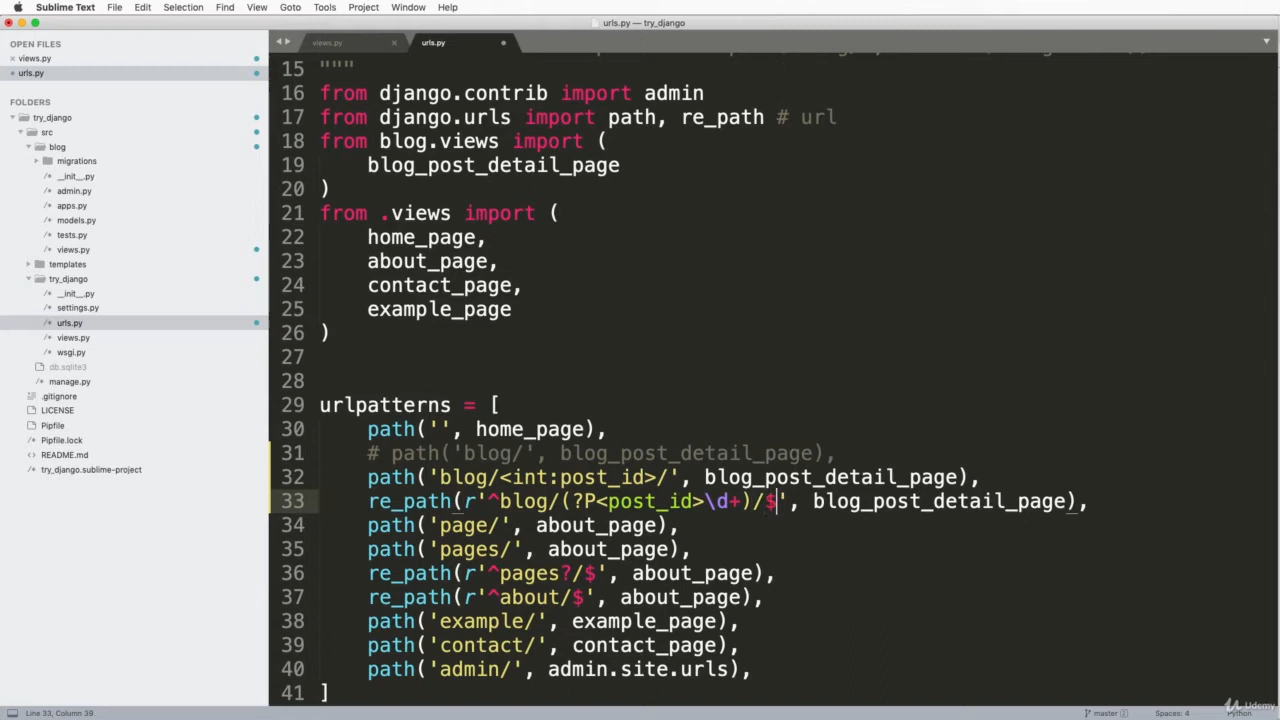 Sublime Text File Edit Selection Find View Goto Tools Project Window Help
urls.py — try_django
OPEN FILES
views.py
urls.py
FOLDERS
try_django
src
blog
migrations
__init__.py
admin.py
apps.py
models.py
tests.py
views.py
templates
try_django
__init__.py
settings.py
urls.py
views.py
wsgi.py
db.sqlite3
manage.py
.gitignore
LICENSE
Pipfile
Pipfile.lock
README.md
try_django.sublime-project
views.py urls.py
15 """
16 from django.contrib import admin
17 from django.urls import path, re_path # url
18 from blog.views import (
19 blog_post_detail_page
20 )
21 from .views import (
22 home_page,
23 about_page,
24 contact_page,
25 example_page
26 )
27
28
29 urlpatterns = [
30 path('', home_page),
31 # path('blog/', blog_post_detail_page),
32 path('blog/<int:post_id>/', blog_post_detail_page),
33 re_path(r'^blog/(?P<post_id>\d+)/$', blog_post_detail_page),
34 path('page/', about_page),
35 path('pages/', about_page),
36 re_path(r'^pages?/$', about_page),
37 re_path(r'^about/$', about_page),
38 path('example/', example_page),
39 path('contact/', contact_page),
40 path('admin/', admin.site.urls),
41 ]
Line 33, Column 39
master 2 Spaces: 4 Python
Udemy